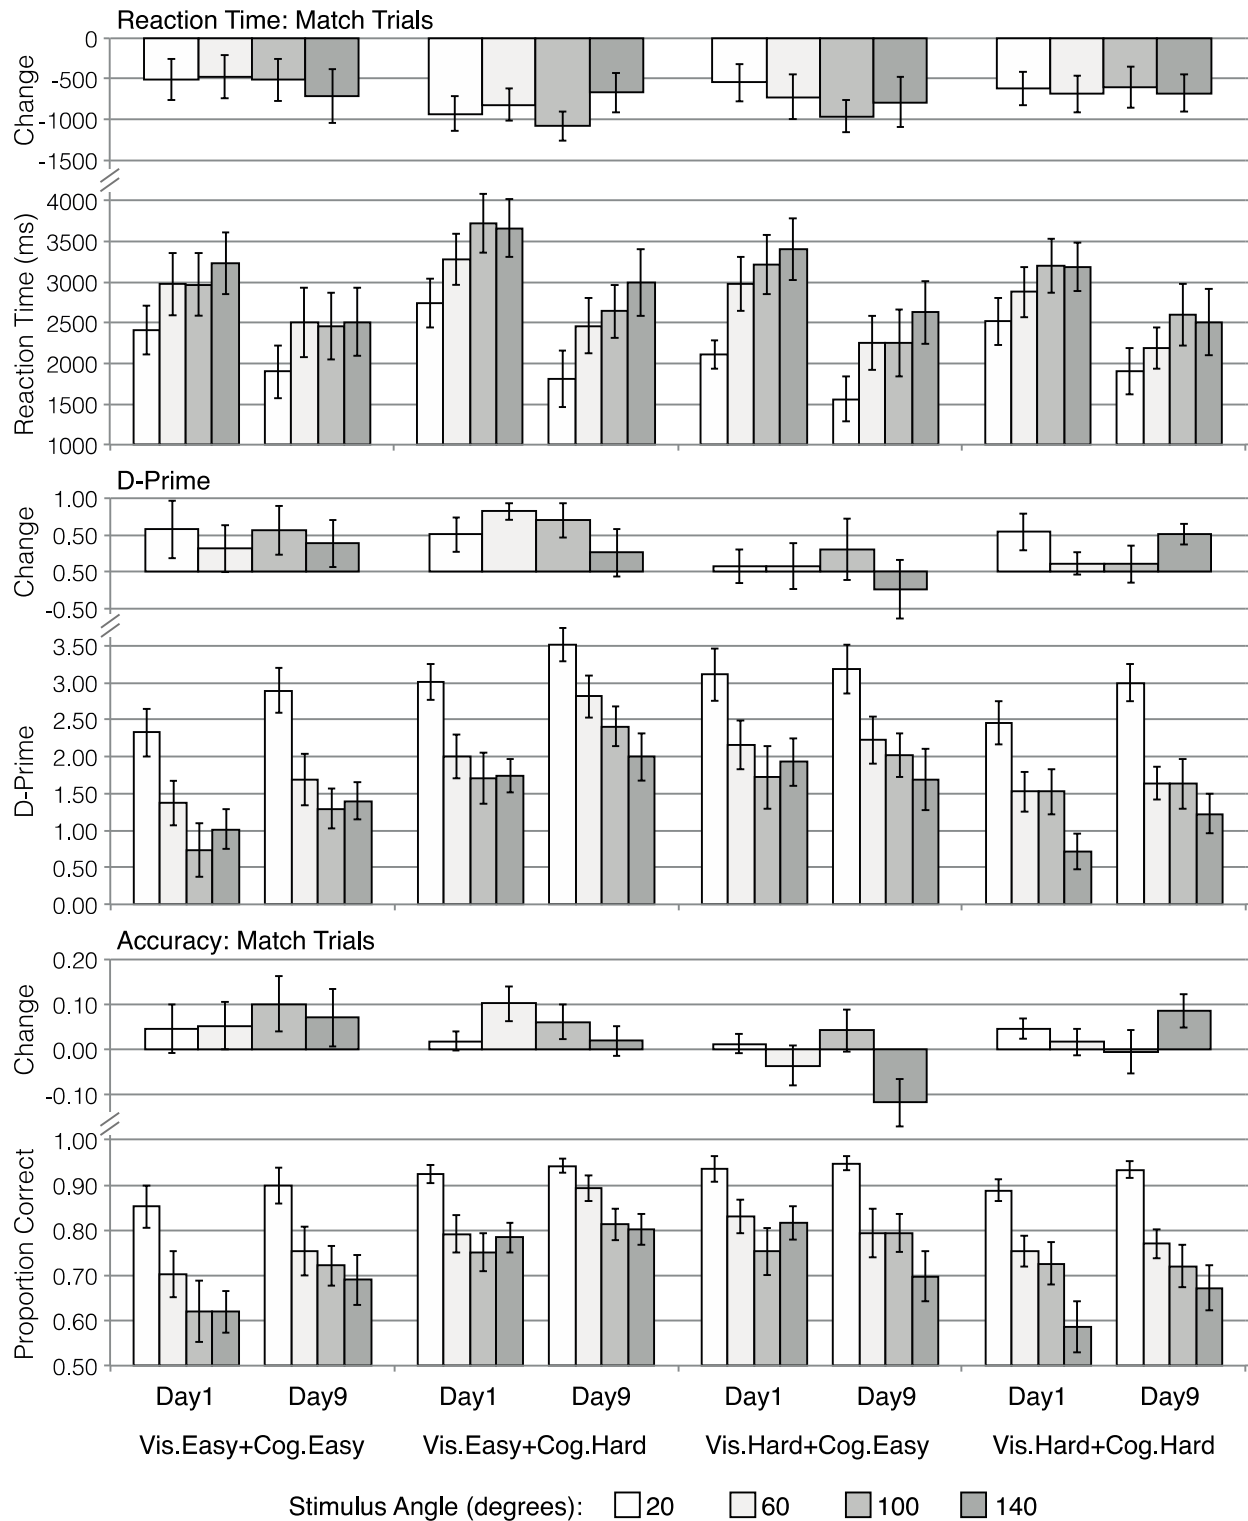 Reaction Time: Match Trials
Change
0
-500
-1000
-1500
Reaction Time (ms)
4000
3500
3000
2500
2000
1500
1000
D-Prime
Change
1.00
0.50
0.50
-0.50
D-Prime
3.50
3.00
2.50
2.00
1.50
1.00
0.50
0.00
Accuracy: Match Trials
Change
0.20
0.10
0.00
-0.10
Proportion Correct
1.00
0.90
0.80
0.70
0.60
0.50
Day1 Day9 Day1 Day9 Day1 Day9 Day1 Day9
Vis.Easy+Cog.Easy Vis.Easy+Cog.Hard Vis.Hard+Cog.Easy Vis.Hard+Cog.Hard
Stimulus Angle (degrees): 20 60 100 140